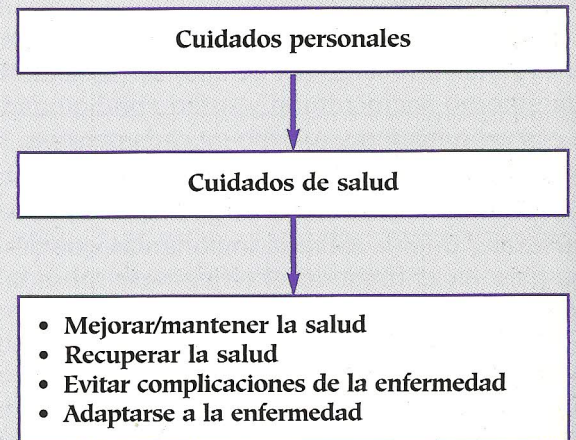 Cuidados personales
Cuidados de salud
• Mejorar/mantener la salud
• Recuperar la salud
• Evitar complicaciones de la enfermedad
• Adaptarse a la enfermedad